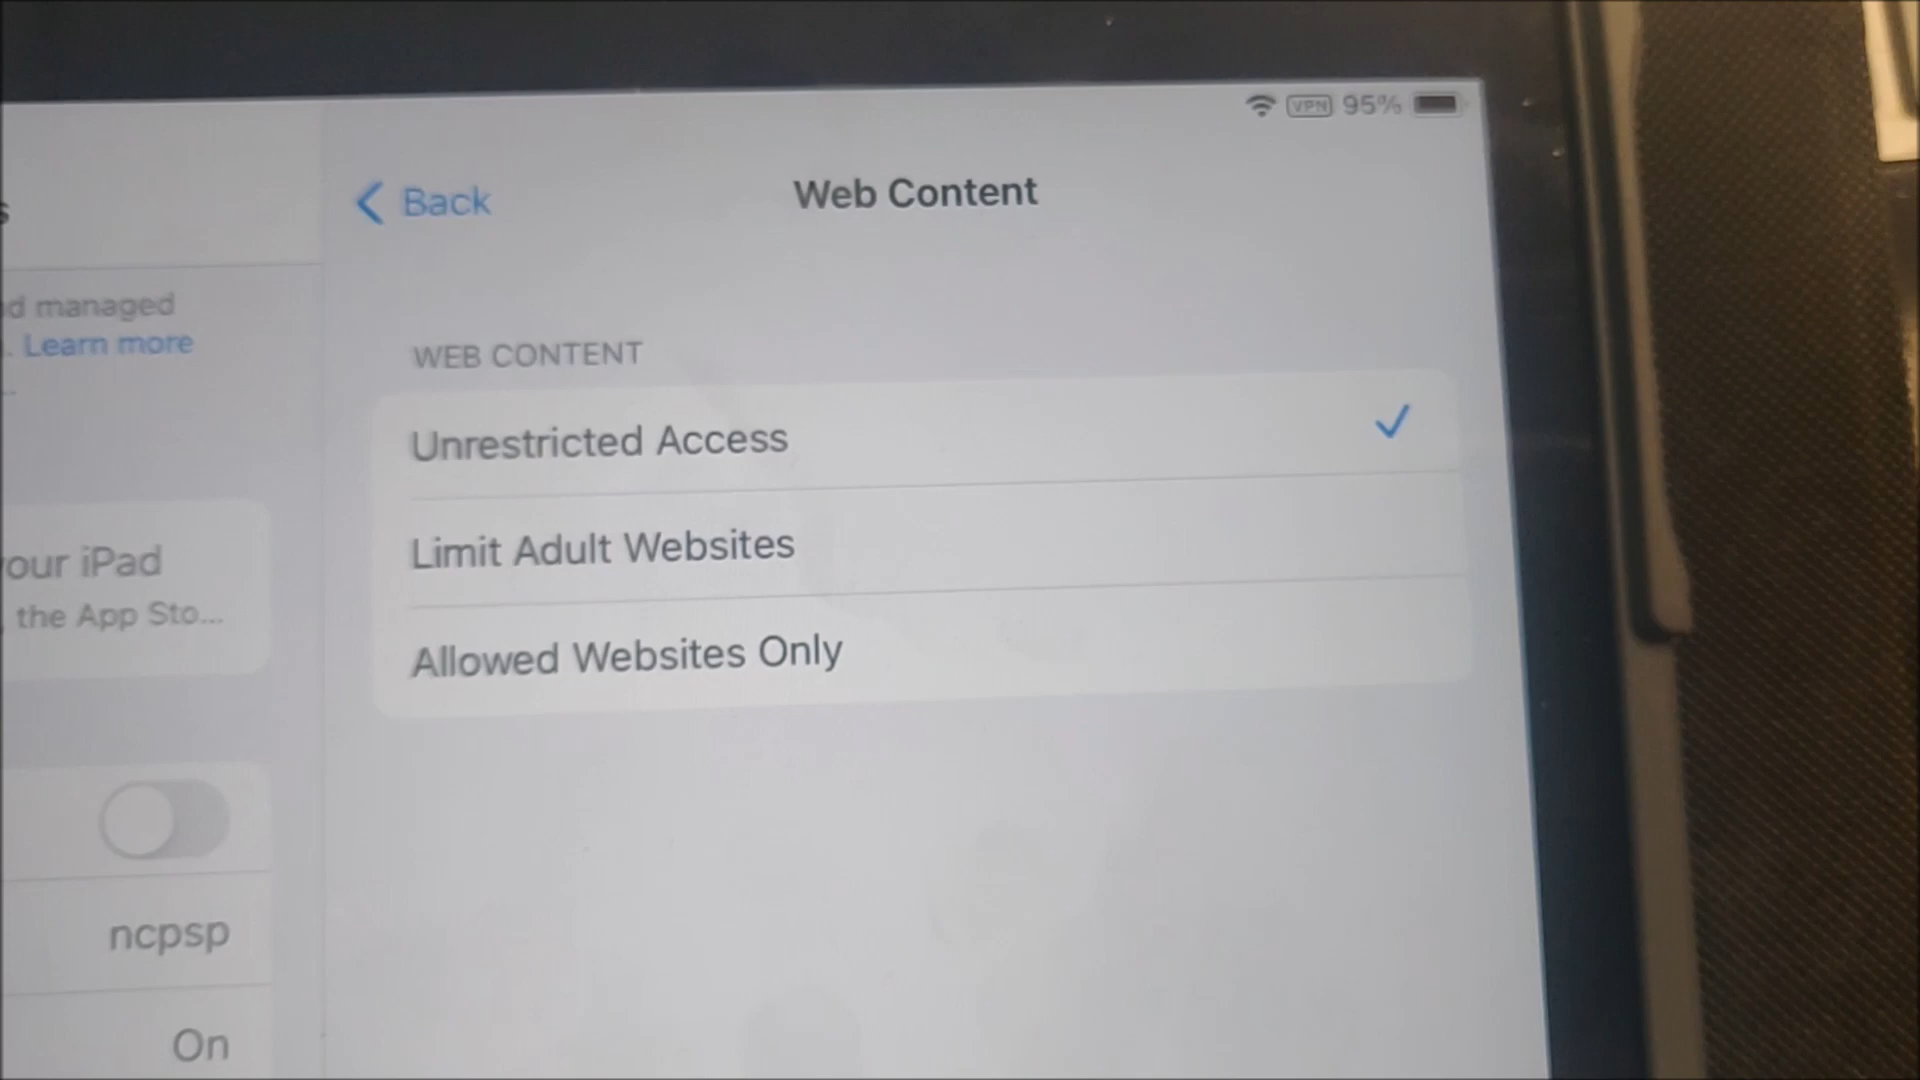 VPN 95%
Back
Web Content
managed
Learn more
WEB CONTENT
Unrestricted Access
Limit Adult Websites
Allowed Websites Only
iPad
the App Sto...
ncpsp
On